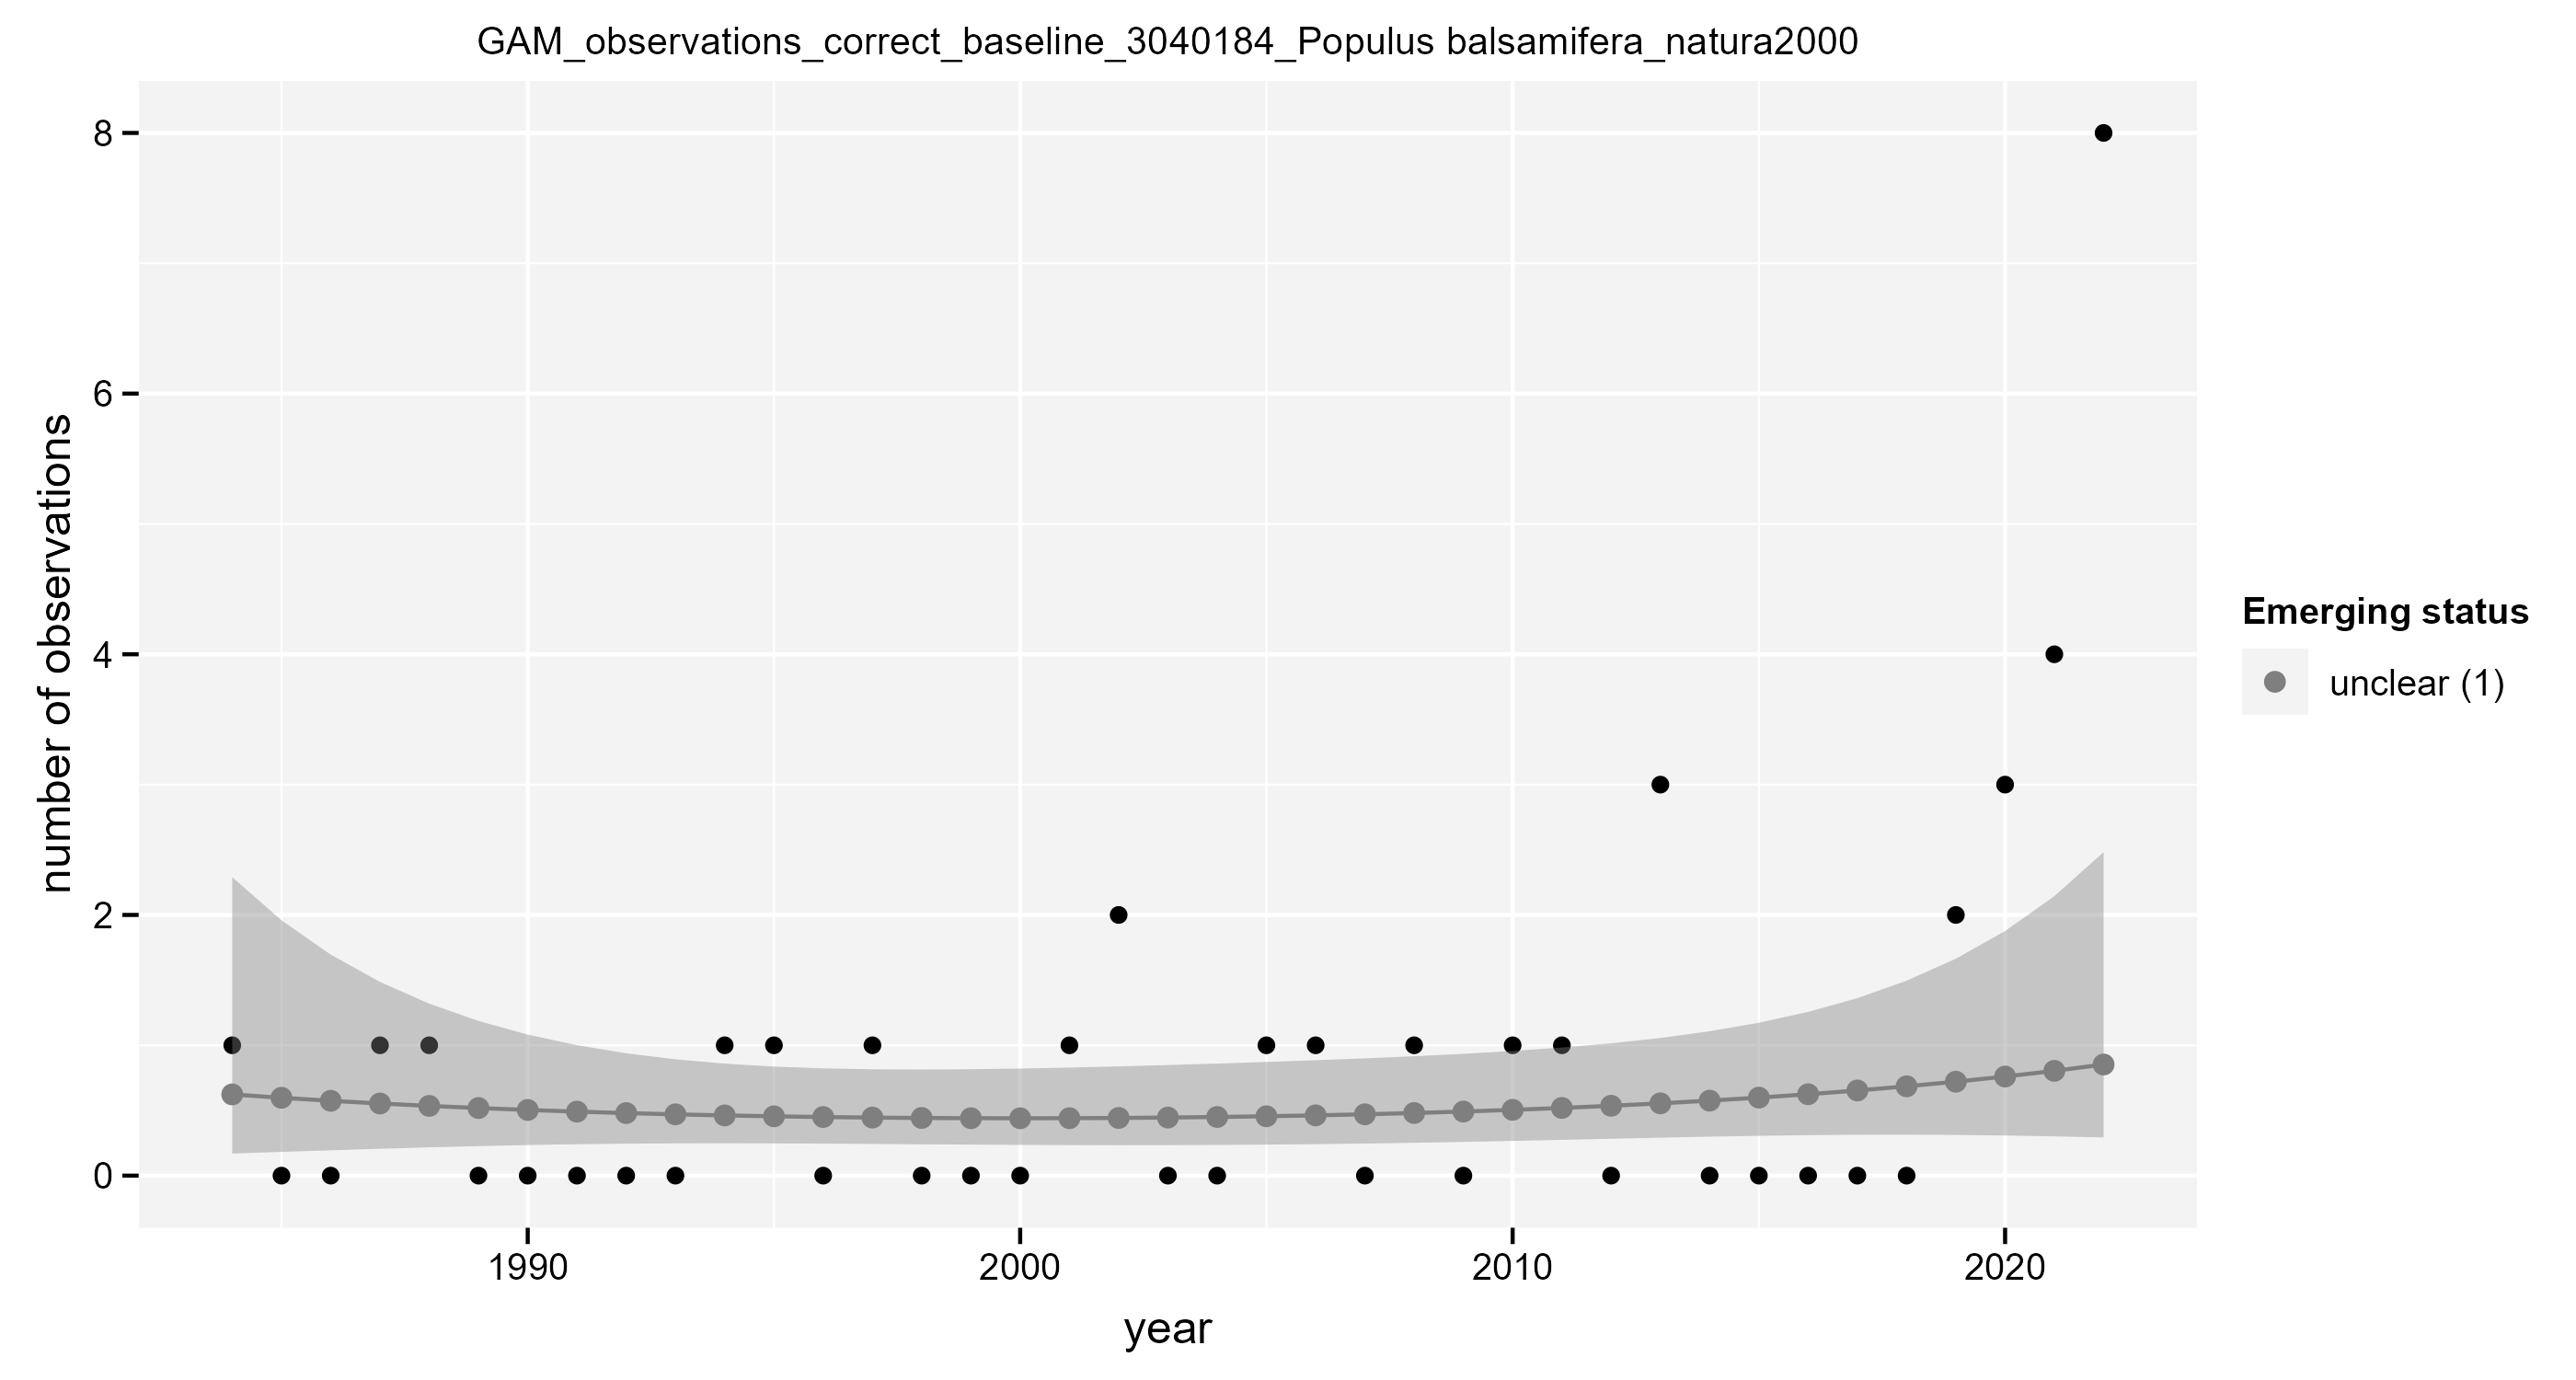 GAM_observations_correct_baseline_3040184_Populus balsamifera_natura2000
8
6
4
2
0
number of observations
1990
2000
2010
2020
year
Emerging status
unclear (1)